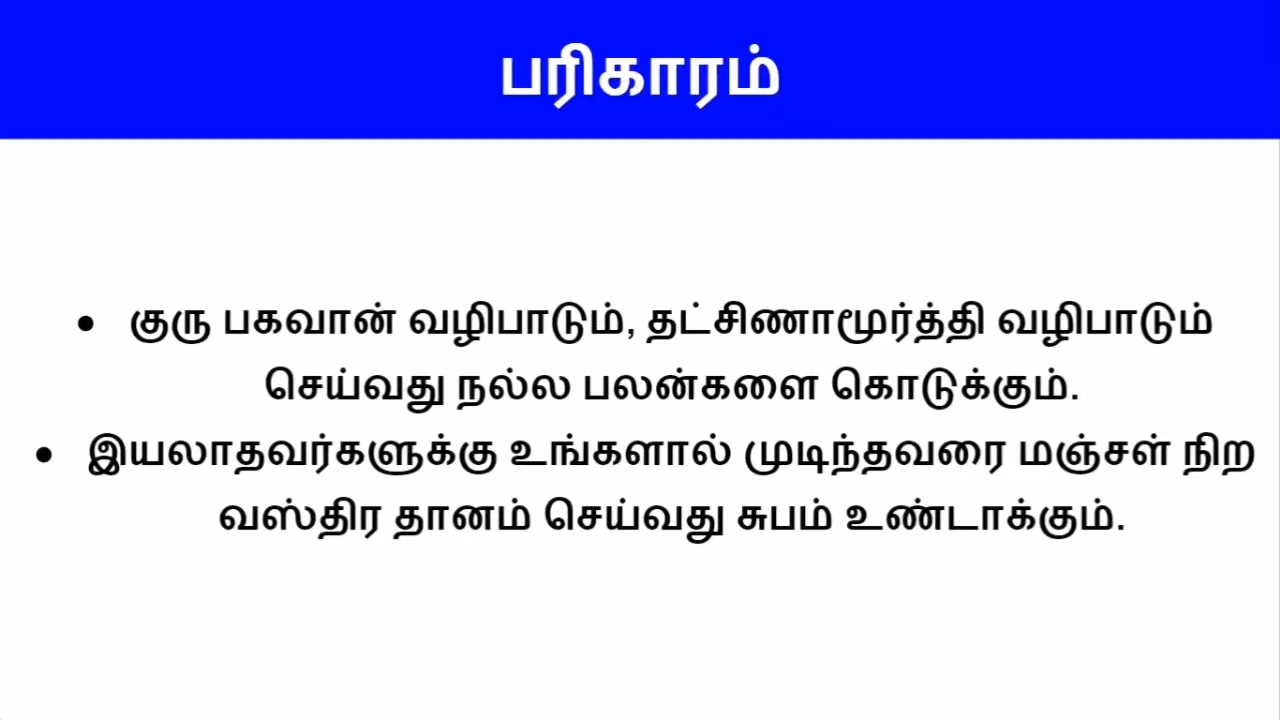 பரிகாரம்
• குரு பகவான் வழிபாடும், தட்சிணாமூர்த்தி வழிபாடும்
செய்வது நல்ல பலன்களை கொடுக்கும்.
• இயலாதவர்களுக்கு உங்களால் முடிந்தவரை மஞ்சள் நிற
வஸ்திர தானம் செய்வது சுபம் உண்டாக்கும்.